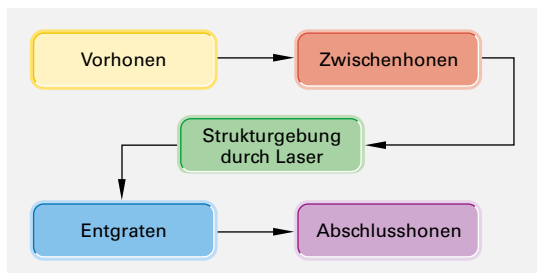 Vorhonen
Zwischenhonen
Strukturgebung
durch Laser
Entgraten
Abschlusshonen